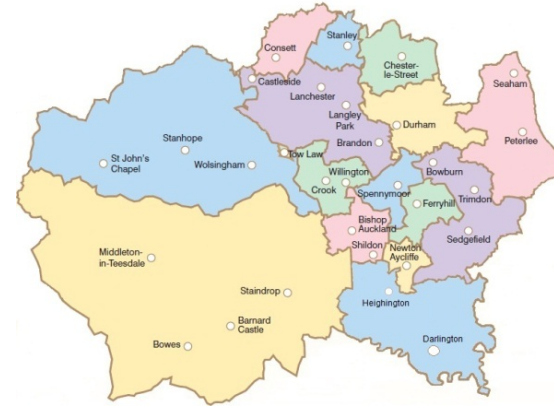 Stanley
Consett
Chester-
le-Street
Castleside
Seaham
Lanchester
Langley
Park
Durham
Peterlee
Brandon
Stanhope
Tow Law
St John's
Chapel
Wolsingham
Willington
Bowburn
Crook
Spennymoor
Trimdon
Ferryhill
Bishop
Auckland
Sedgefield
Shildon
Newton
Aycliffe
Middleton-
in-Teesdale
Staindrop
Heighington
Barnard
Castle
Bowes
Darlington